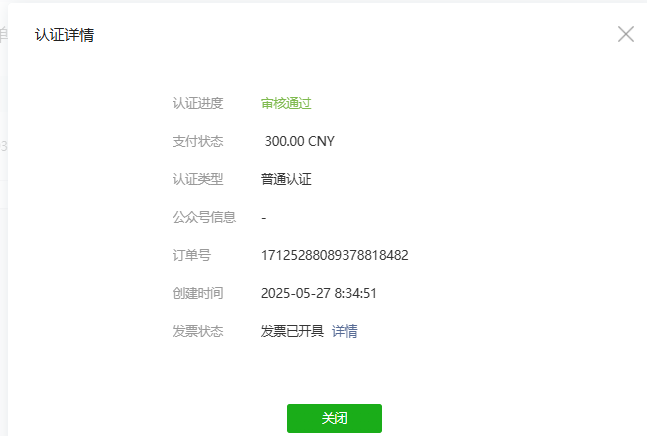 认证详情
认证进度 审核通过
支付状态 300.00 CNY
认证类型 普通认证
公众号信息 -
订单号 17125288089378818482
创建时间 2025-05-27 8:34:51
发票状态 发票已开具 详情
关闭